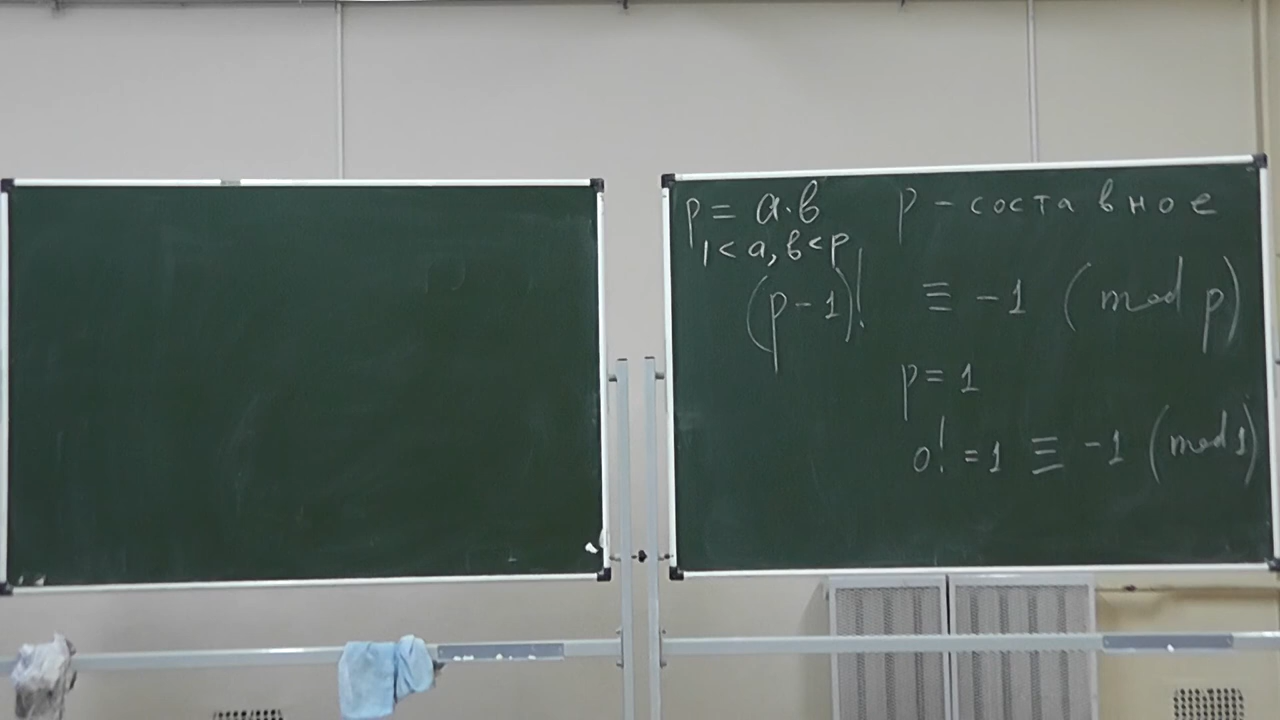 p = a·b p – составное
1 < a, b < p
(p – 1)! ≡ –1 (mod p)
p = 1
0! = 1 ≡ –1 (mod 1)